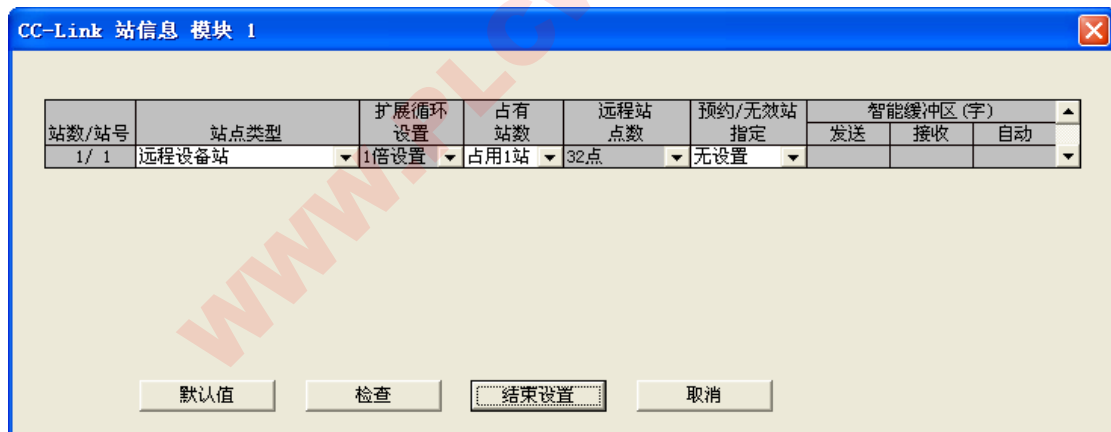 CC-Link 站信息 模块 1
扩展循环 占有 远程站 预约/无效站 智能缓冲区(字)
站数/站号 站点类型 设置 站数 点数 指定 发送 接收 自动
1/ 1 远程设备站 1倍设置 占用1站 32点 无设置
默认值 检查 结束设置 取消
WWW.PLC